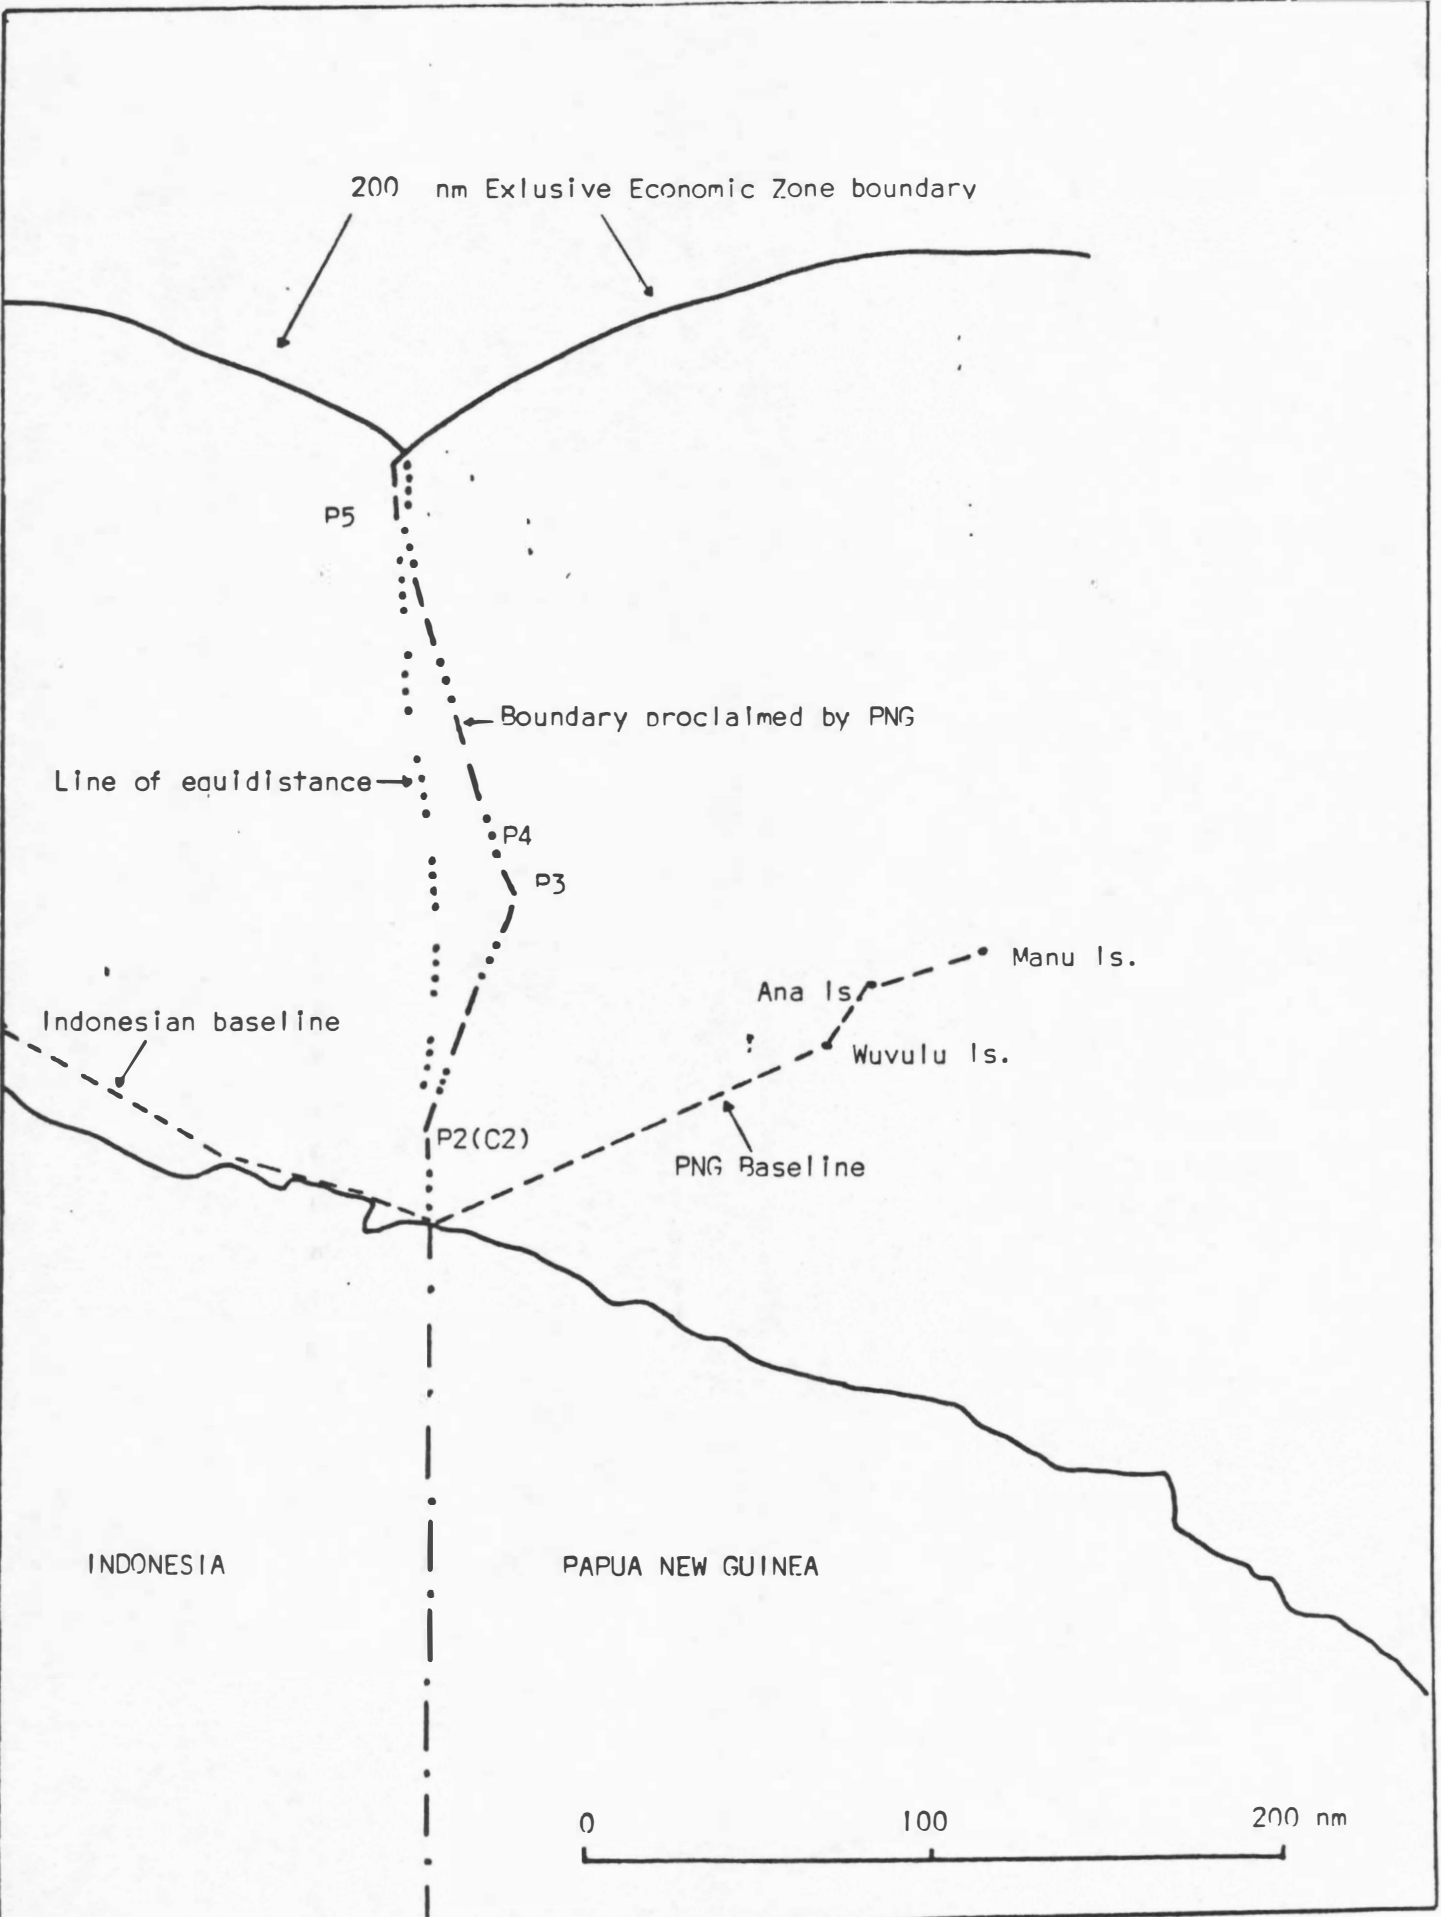 200 nm Exlusive Economic Zone boundary
P5
Boundary proclaimed by PNG
Line of equidistance
P4
P3
Manu Is.
Ana Is.
Indonesian baseline
Wuvulu Is.
P2(C2)
PNG Baseline
INDONESIA
PAPUA NEW GUINEA
0
100
200 nm